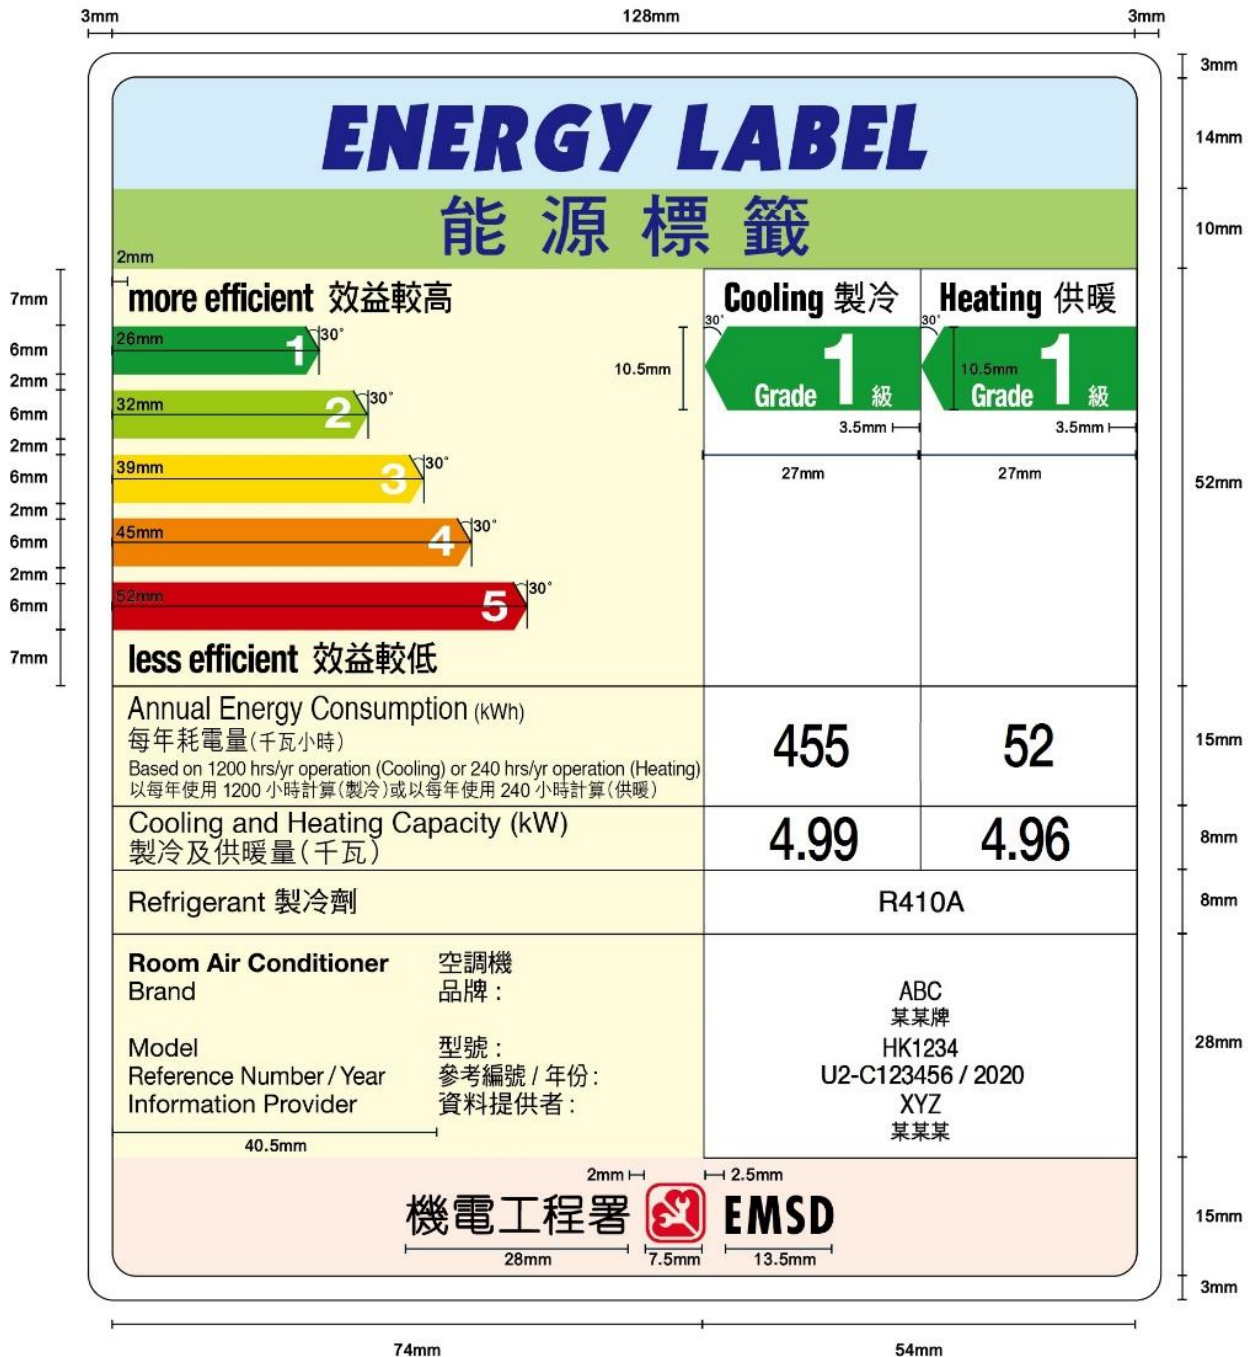 3mm 128mm 3mm
3mm
ENERGY LABEL
14mm
能源標籤
10mm
2mm
7mm
more efficient 效益較高
Cooling 製冷
Heating 供暖
30°
30°
6mm
26mm
1
30°
10.5mm
Grade 1 級
10.5mm
Grade 1 級
2mm
6mm
32mm
2
30°
3.5mm
3.5mm
2mm
6mm
39mm
3
30°
27mm
27mm
52mm
2mm
6mm
45mm
4
30°
2mm
6mm
52mm
5
30°
7mm
less efficient 效益較低
Annual Energy Consumption (kWh)
每年耗電量(千瓦小時)
Based on 1200 hrs/yr operation (Cooling) or 240 hrs/yr operation (Heating)
以每年使用 1200 小時計算(製冷)或以每年使用 240 小時計算(供暖)
455
52
15mm
Cooling and Heating Capacity (kW)
製冷及供暖量(千瓦)
4.99
4.96
8mm
Refrigerant 製冷劑
R410A
8mm
Room Air Conditioner 空調機
Brand 品牌 :
ABC
某某牌
Model 型號 :
HK1234
28mm
Reference Number / Year 參考編號 / 年份 :
U2-C123456 / 2020
Information Provider 資料提供者 :
XYZ
某某某
40.5mm
2mm
2.5mm
機電工程署 EMSD
15mm
28mm
7.5mm
13.5mm
3mm
74mm
54mm